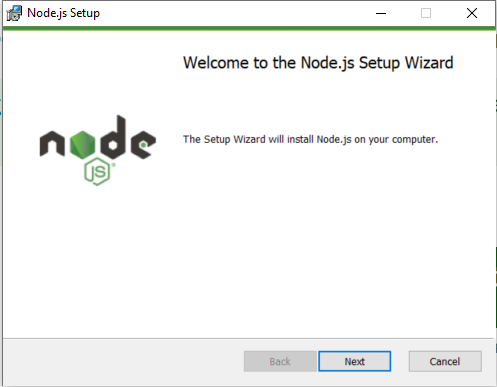 Node.js Setup
Welcome to the Node.js Setup Wizard
node
JS
The Setup Wizard will install Node.js on your computer.
Back
Next
Cancel